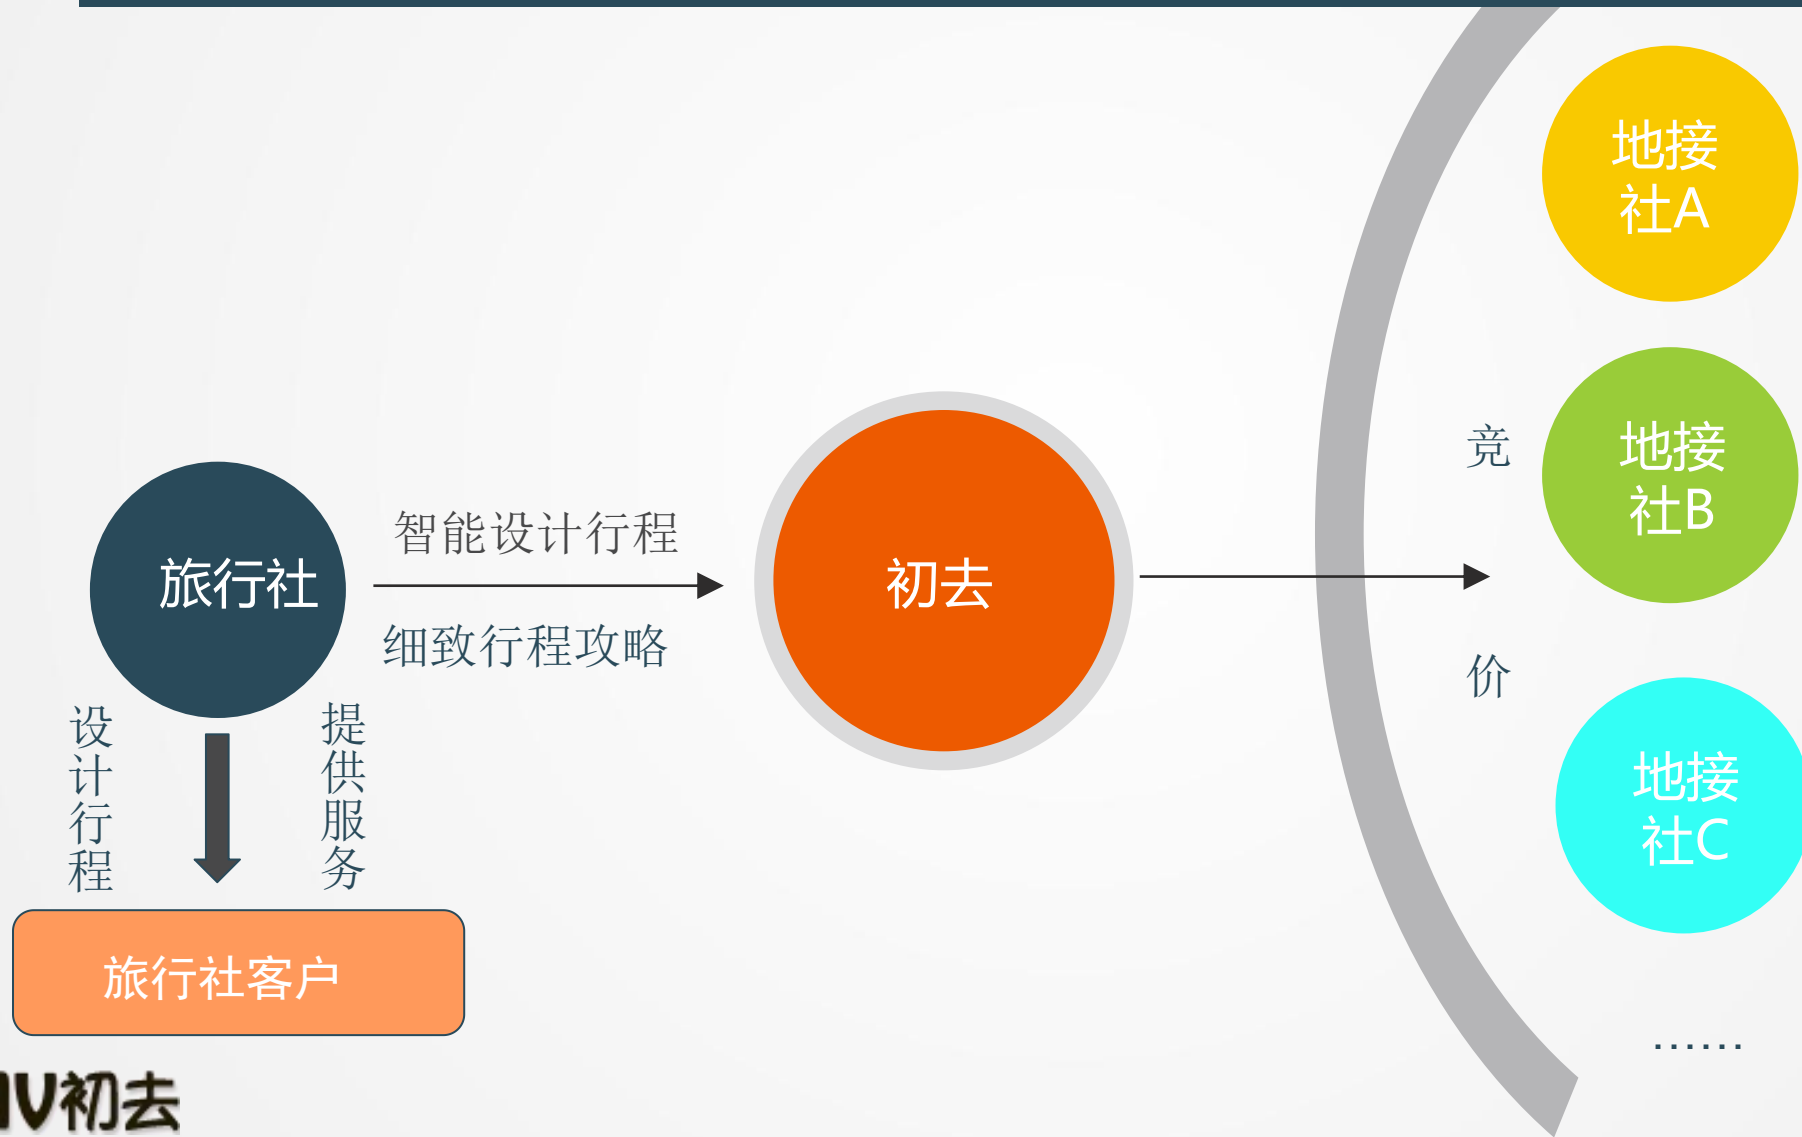 地接
社A
地接
社B
竞
价
地接
社C
……
旅行社
智能设计行程
细致行程攻略
初去
设计行程
提供服务
旅行社客户
初去